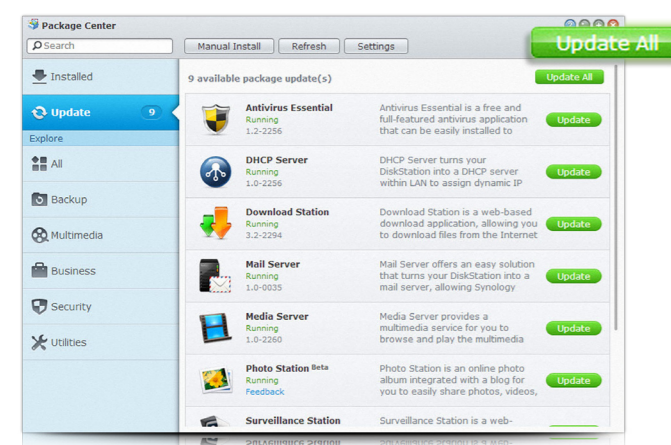 Package Center
Search
Manual Install
Refresh
Settings
Update All
Installed
Update
9
Explore
All
Backup
Multimedia
Business
Security
Utilities
9 available package update(s)
Update All
Antivirus Essential
Running
1.2-2256
Antivirus Essential is a free and
full-featured antivirus application
that can be easily installed to
Update
DHCP Server
Running
1.0-2256
DHCP Server turns your
DiskStation into a DHCP server
within LAN to assign dynamic IP
Update
Download Station
Running
3.2-2294
Download Station is a web-based
download application, allowing you
to download files from the Internet
Update
Mail Server
Running
1.0-0035
Mail Server offers an easy solution
that turns your DiskStation into a
mail server, allowing Synology
Update
Media Server
Running
1.0-2260
Media Server provides a
multimedia service for you to
browse and play the multimedia
Update
Photo Station Beta
Running
Feedback
Photo Station is an online photo
album integrated with a blog for
you to easily share photos, videos,
Update
Surveillance Station
Surveillance Station is a web-